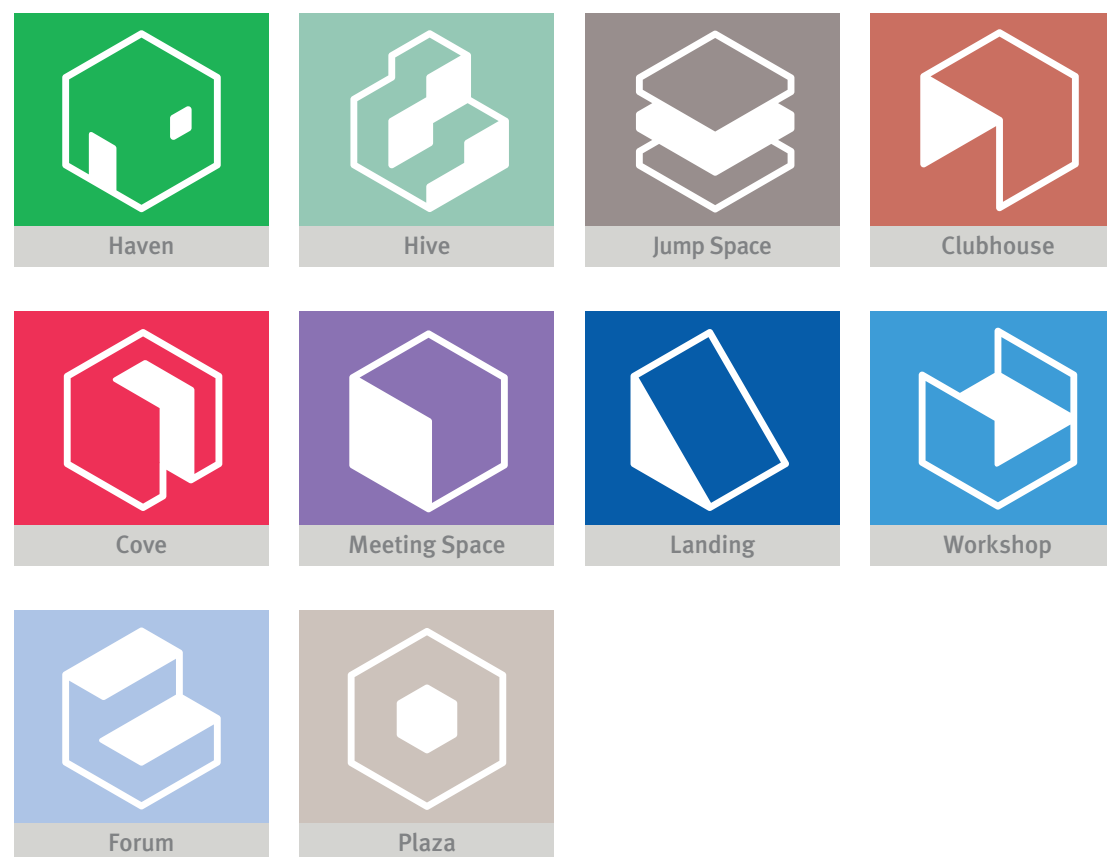 Haven
Hive
Jump Space
Clubhouse
Cove
Meeting Space
Landing
Workshop
Forum
Plaza